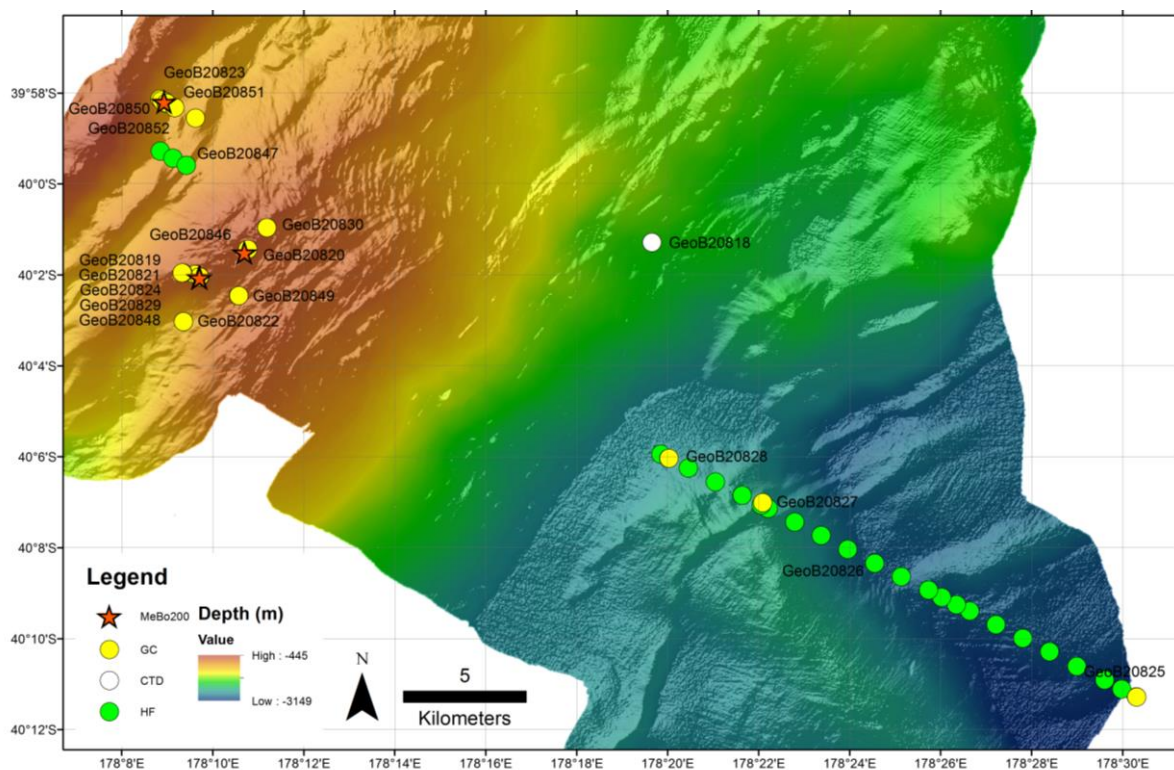 GeoB20823
39°58'S
GeoB20851
GeoB20850
GeoB20852
GeoB20847
40°0'S
GeoB20830
GeoB20846
GeoB20818
GeoB20820
GeoB20819
40°2'S
GeoB20821
GeoB20824
GeoB20849
GeoB20829
GeoB20848
GeoB20822
40°4'S
40°6'S
GeoB20828
GeoB20827
40°8'S
GeoB20826
Legend
MeBo200
GC
CTD
HF
Depth (m)
Value
High : -445
Low : -3149
N
5
Kilometers
40°10'S
GeoB20825
40°12'S
178°8'E 178°10'E 178°12'E 178°14'E 178°16'E 178°18'E 178°20'E 178°22'E 178°24'E 178°26'E 178°28'E 178°30'E